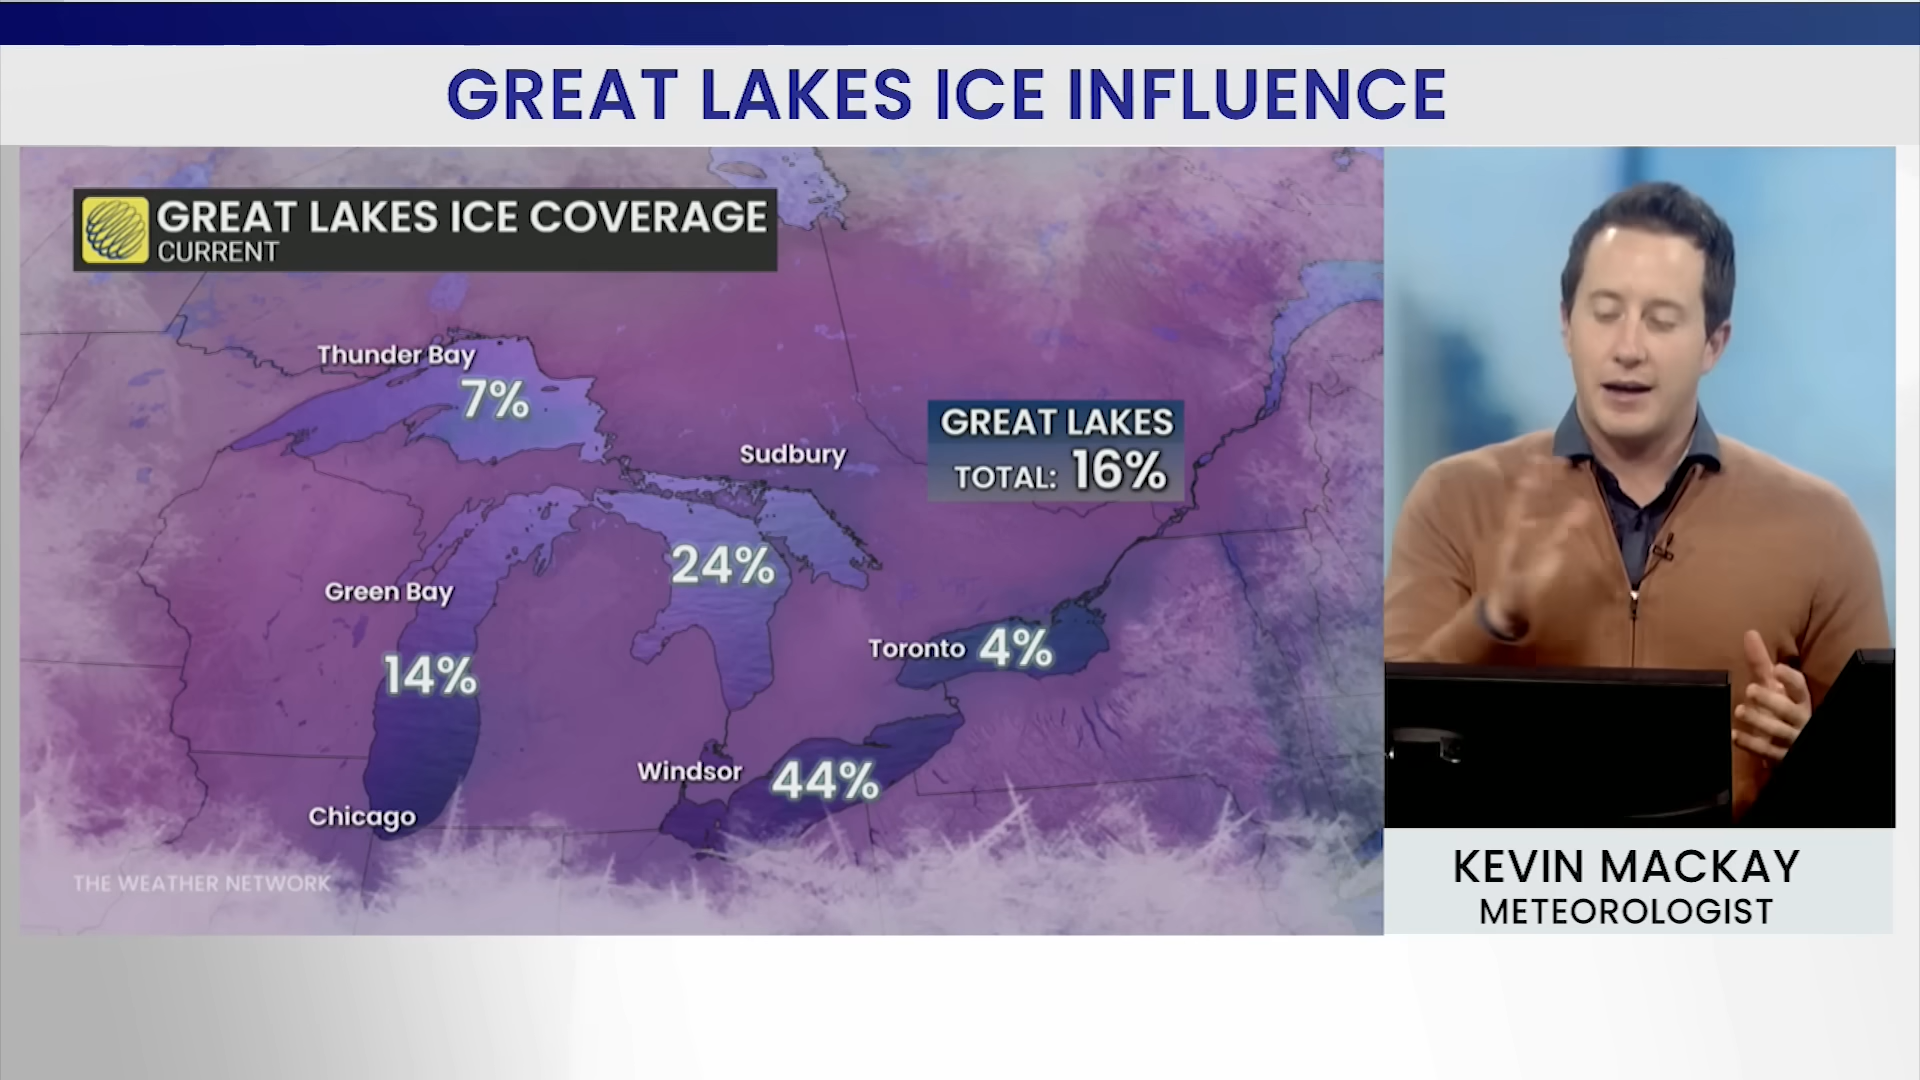 GREAT LAKES ICE INFLUENCE
GREAT LAKES ICE COVERAGE
CURRENT
Thunder Bay
7%
GREAT LAKES
TOTAL: 16%
Sudbury
24%
Green Bay
14%
Toronto 4%
Windsor
44%
Chicago
THE WEATHER NETWORK
KEVIN MACKAY
METEOROLOGIST